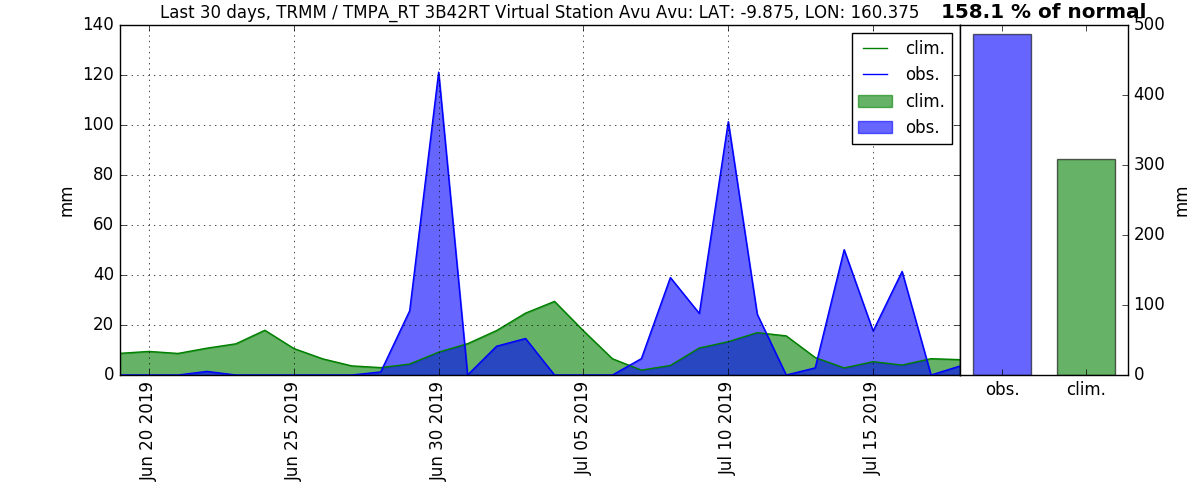 Last 30 days, TRMM / TMPA_RT 3B42RT Virtual Station Avu Avu: LAT: -9.875, LON: 160.375
158.1 % of normal
140
120
100
80
60
40
20
0
mm
clim.
obs.
clim.
obs.
Jun 20 2019
Jun 25 2019
Jun 30 2019
Jul 05 2019
Jul 10 2019
Jul 15 2019
500
400
300
200
100
0
mm
obs.
clim.